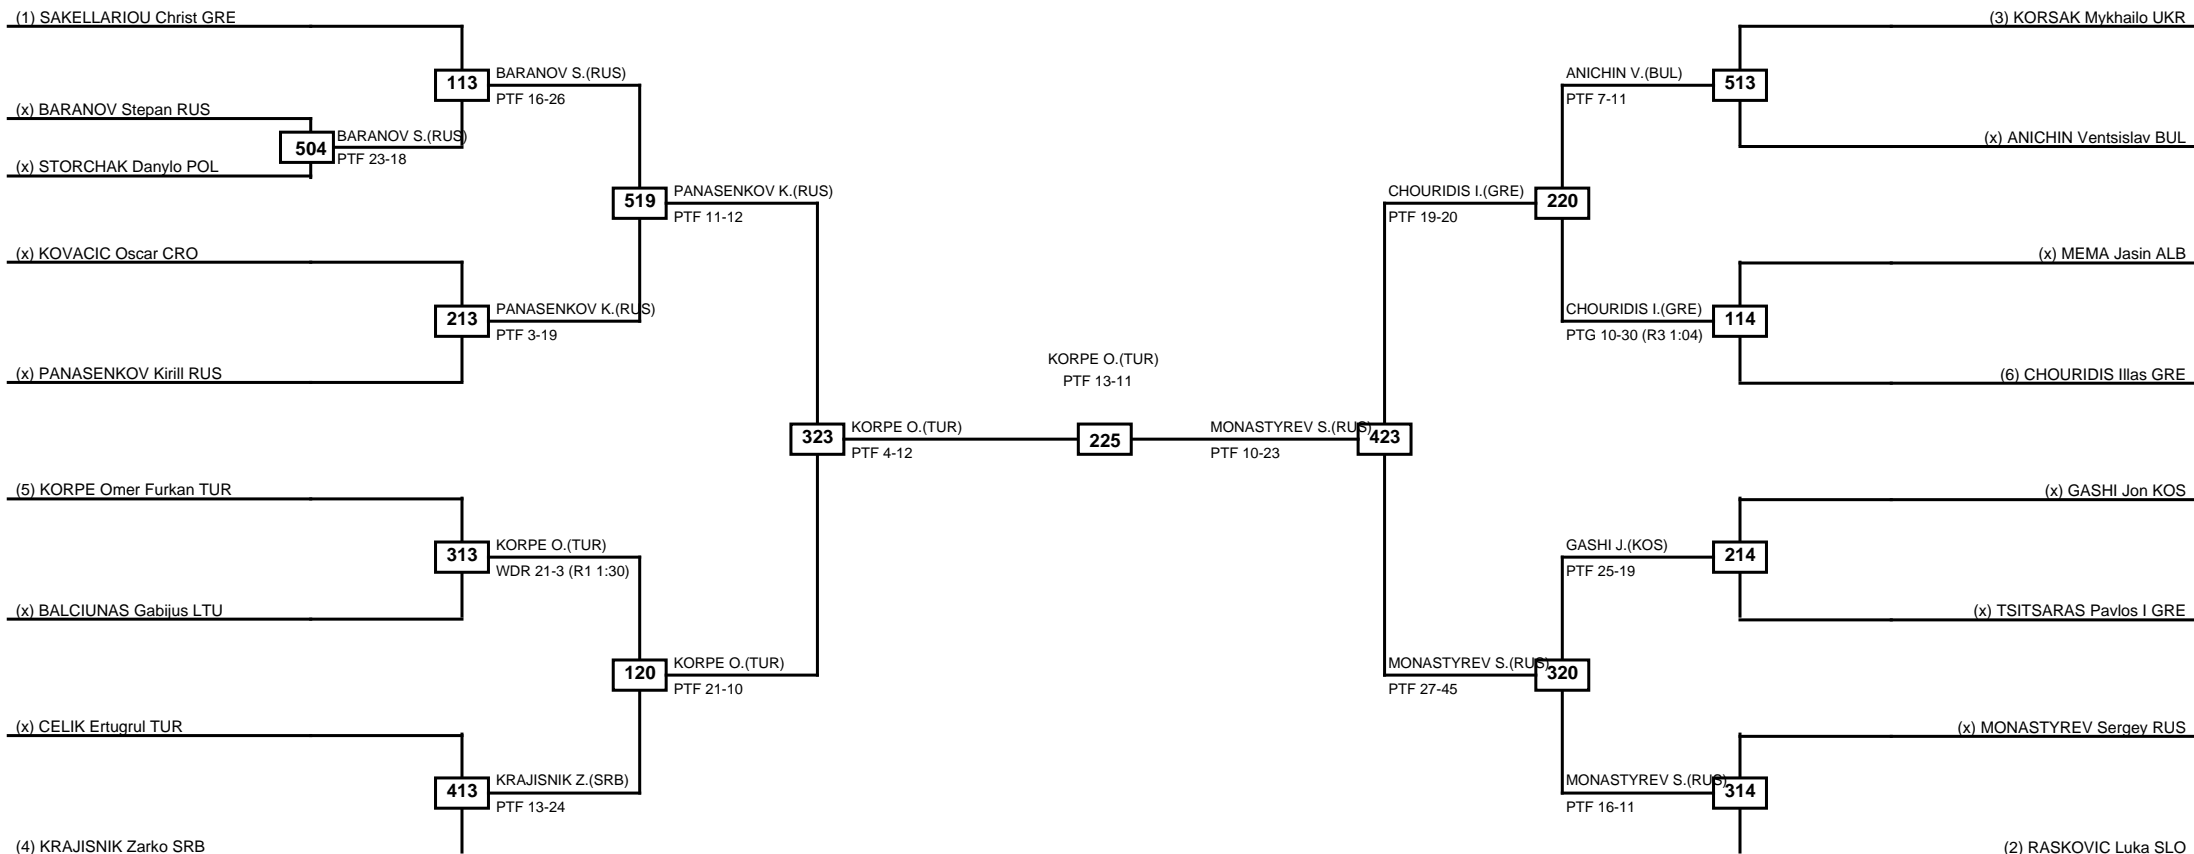 (1) SAKELLARIOU Christ GRE
(3) KORSAK Mykhailo UKR
113
BARANOV S.(RUS)
PTF 16-26
ANICHIN V.(BUL)
PTF 7-11
513
(x) BARANOV Stepan RUS
504
BARANOV S.(RUS)
PTF 23-18
(x) ANICHIN Ventsislav BUL
(x) STORCHAK Danylo POL
519
PANASENKOV K.(RUS)
PTF 11-12
CHOURIDIS I.(GRE)
PTF 19-20
220
(x) KOVACIC Oscar CRO
(x) MEMA Jasin ALB
213
PANASENKOV K.(RUS)
PTF 3-19
CHOURIDIS I.(GRE)
PTG 10-30 (R3 1:04)
114
KORPE O.(TUR)
PTF 13-11
(x) PANASENKOV Kirill RUS
(6) CHOURIDIS Illas GRE
323
KORPE O.(TUR)
PTF 4-12
225
MONASTYREV S.(RUS)
PTF 10-23
423
(5) KORPE Omer Furkan TUR
(x) GASHI Jon KOS
313
KORPE O.(TUR)
WDR 21-3 (R1 1:30)
GASHI J.(KOS)
PTF 25-19
214
(x) BALCIUNAS Gabijus LTU
(x) TSITSARAS Pavlos I GRE
120
KORPE O.(TUR)
PTF 21-10
MONASTYREV S.(RUS)
PTF 27-45
320
(x) CELIK Ertugrul TUR
(x) MONASTYREV Sergey RUS
413
KRAJISNIK Z.(SRB)
PTF 13-24
MONASTYREV S.(RUS)
PTF 16-11
314
(4) KRAJISNIK Zarko SRB
(2) RASKOVIC Luka SLO